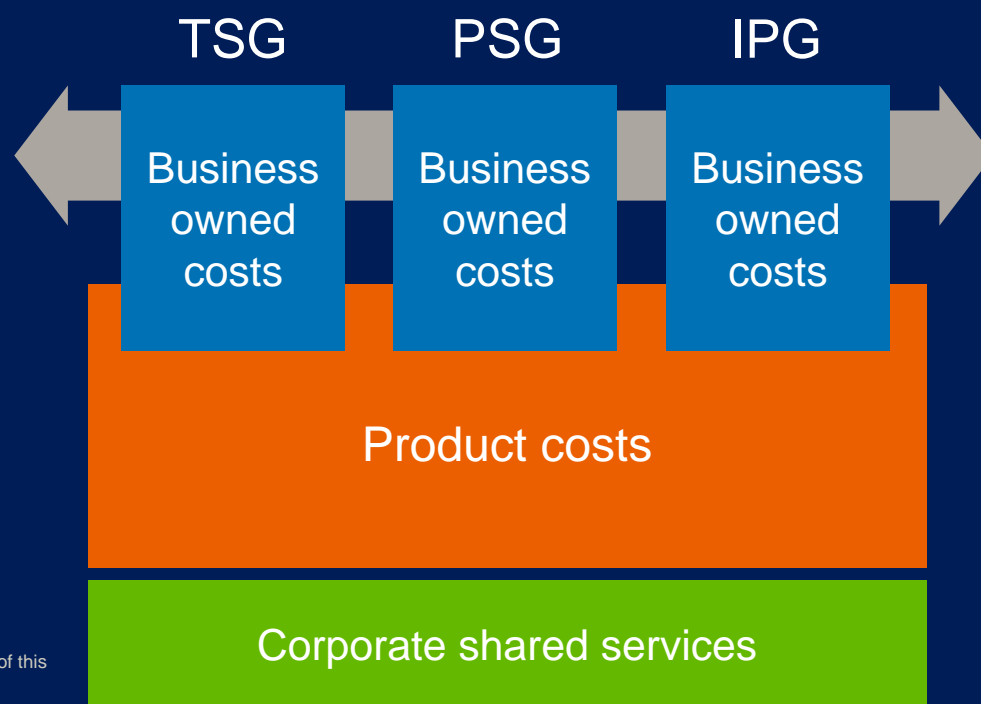 TSG PSG IPG
Business
owned
costs
Business
owned
costs
Business
owned
costs
Product costs
Corporate shared services
of this